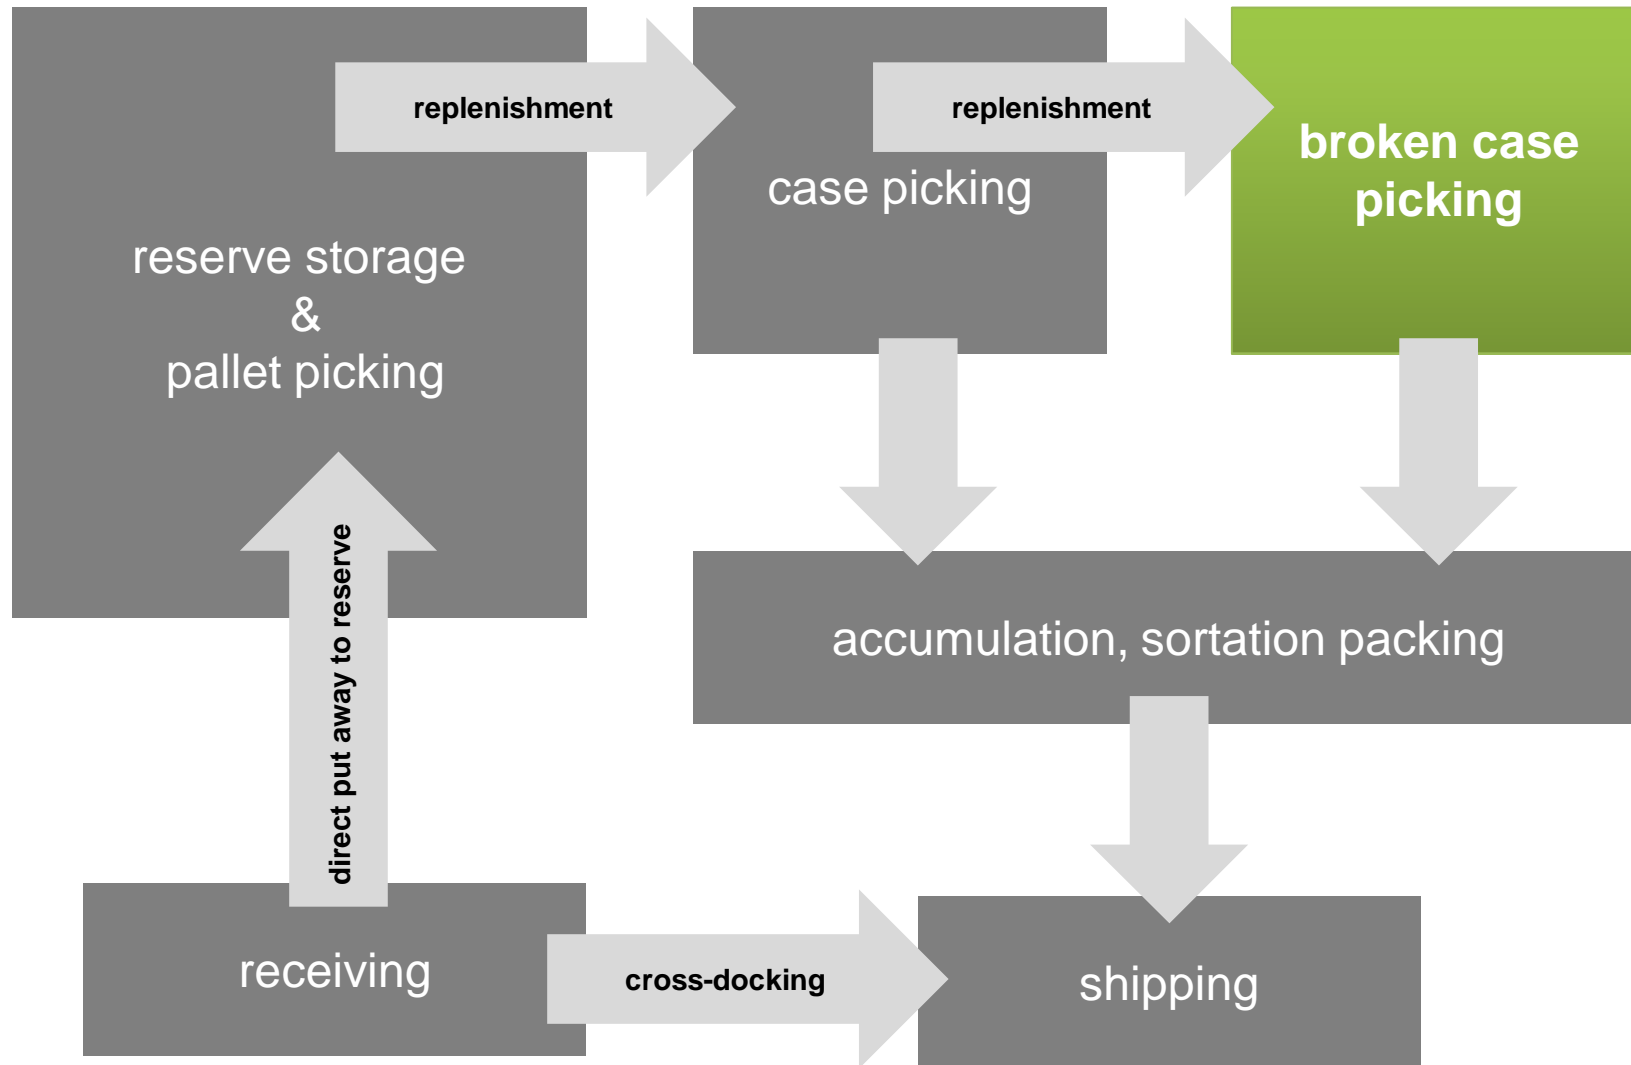 replenishment
replenishment
broken case
picking
case picking
reserve storage
&
pallet picking
direct put away to reserve
accumulation, sortation packing
receiving
cross-docking
shipping